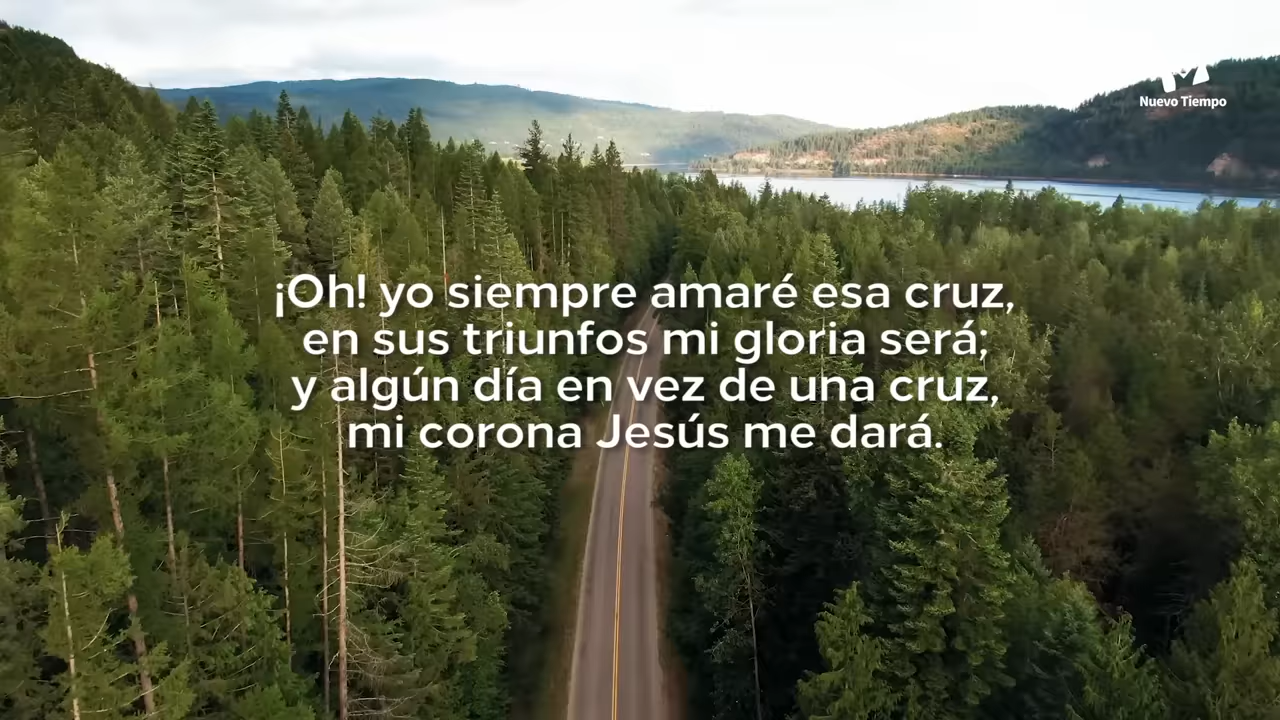 Nuevo Tiempo
¡Oh! yo siempre amaré esa cruz,
en sus triunfos mi gloria será;
y algún día en vez de una cruz,
mi corona Jesús me dará.